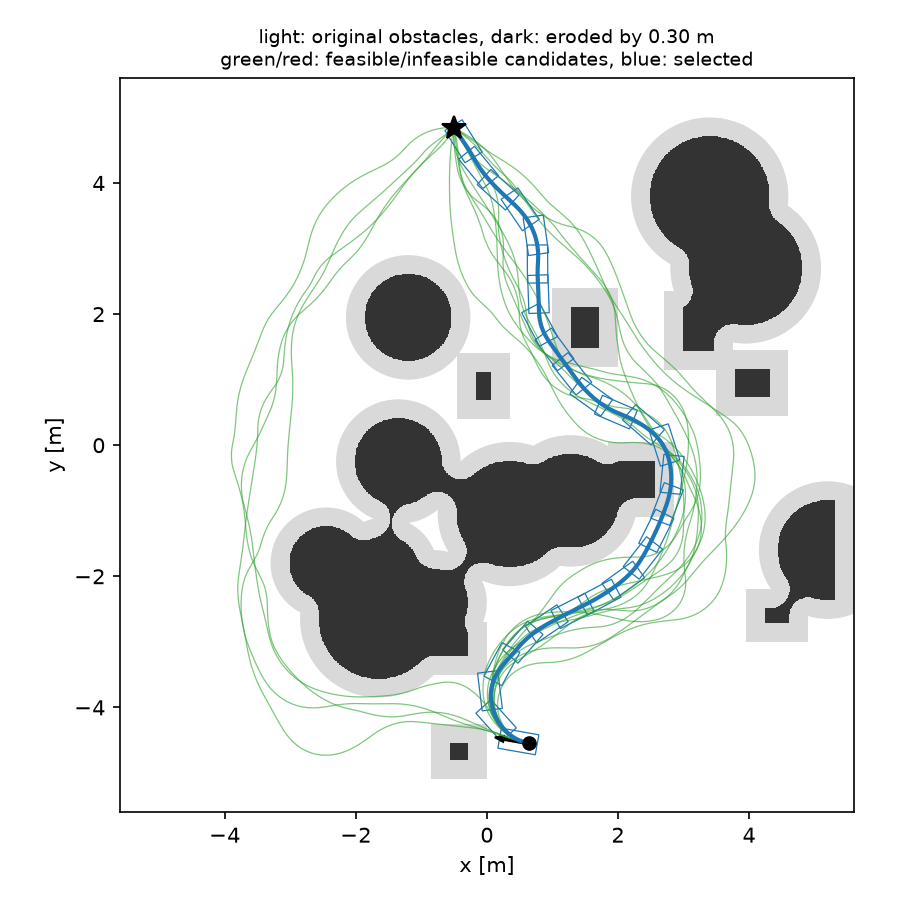 light: original obstacles, dark: eroded by 0.30 m
green/red: feasible/infeasible candidates, blue: selected
4
2
0
−2
−4
y [m]
−4 −2 0 2 4
x [m]